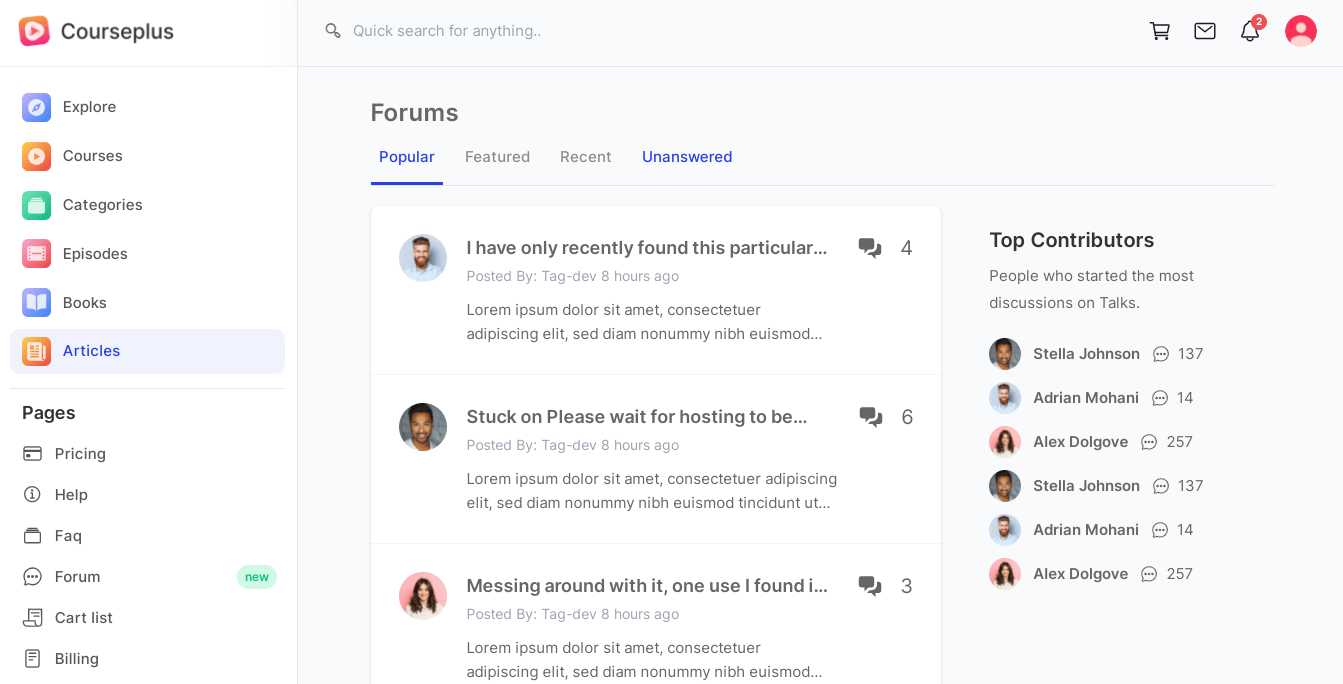 Courseplus
Quick search for anything..
2
Explore
Courses
Categories
Episodes
Books
Articles
Pages
Pricing
Help
Faq
Forum
new
Cart list
Billing
Forums
Popular
Featured
Recent
Unanswered
I have only recently found this particular...
4
Posted By: Tag-dev 8 hours ago
Lorem ipsum dolor sit amet, consectetuer
adipiscing elit, sed diam nonummy nibh euismod...
Stuck on Please wait for hosting to be...
6
Posted By: Tag-dev 8 hours ago
Lorem ipsum dolor sit amet, consectetuer adipiscing
elit, sed diam nonummy nibh euismod tincidunt ut...
Messing around with it, one use I found i...
3
Posted By: Tag-dev 8 hours ago
Lorem ipsum dolor sit amet, consectetuer
adipiscing elit, sed diam nonummy nibh euismod...
Top Contributors
People who started the most
discussions on Talks.
Stella Johnson 137
Adrian Mohani 14
Alex Dolgove 257
Stella Johnson 137
Adrian Mohani 14
Alex Dolgove 257